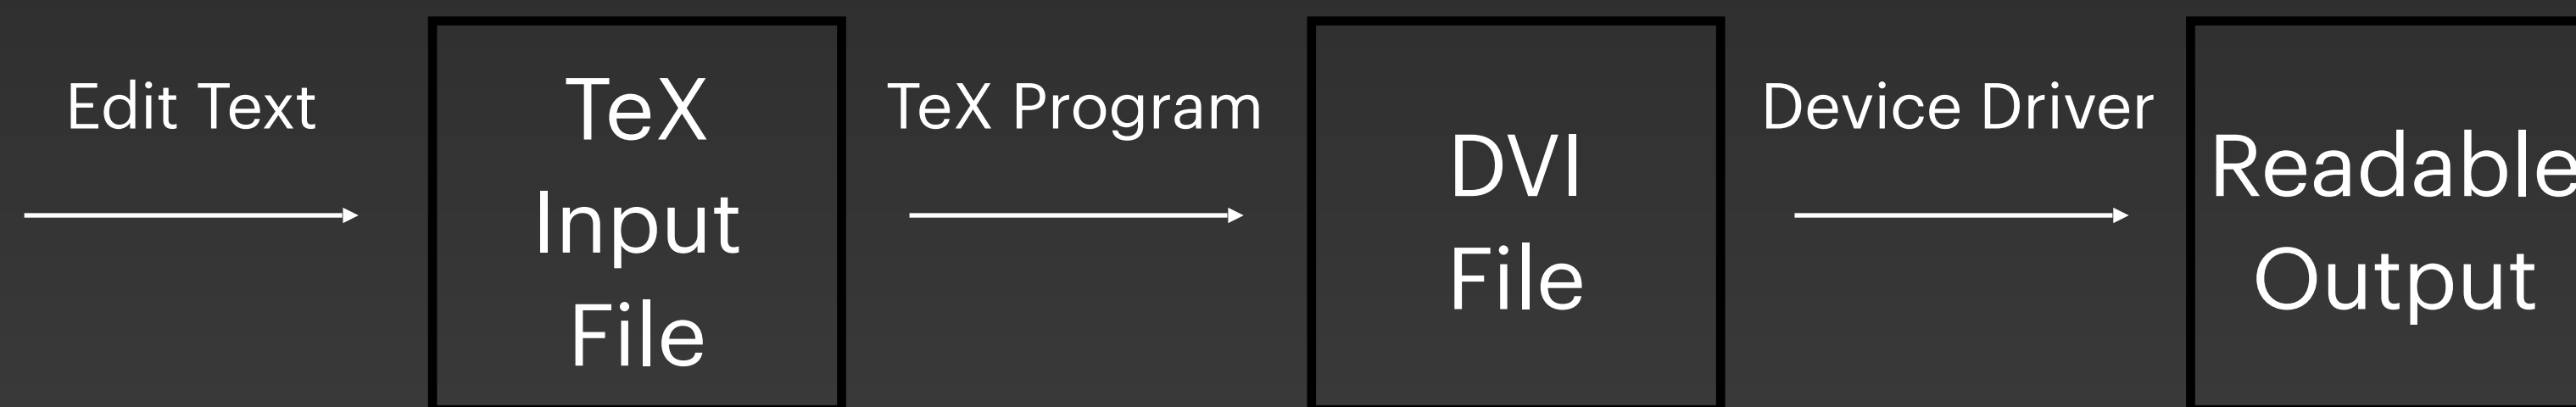 Edit Text
TeX
Input
File
TeX Program
DVI
File
Device Driver
Readable
Output